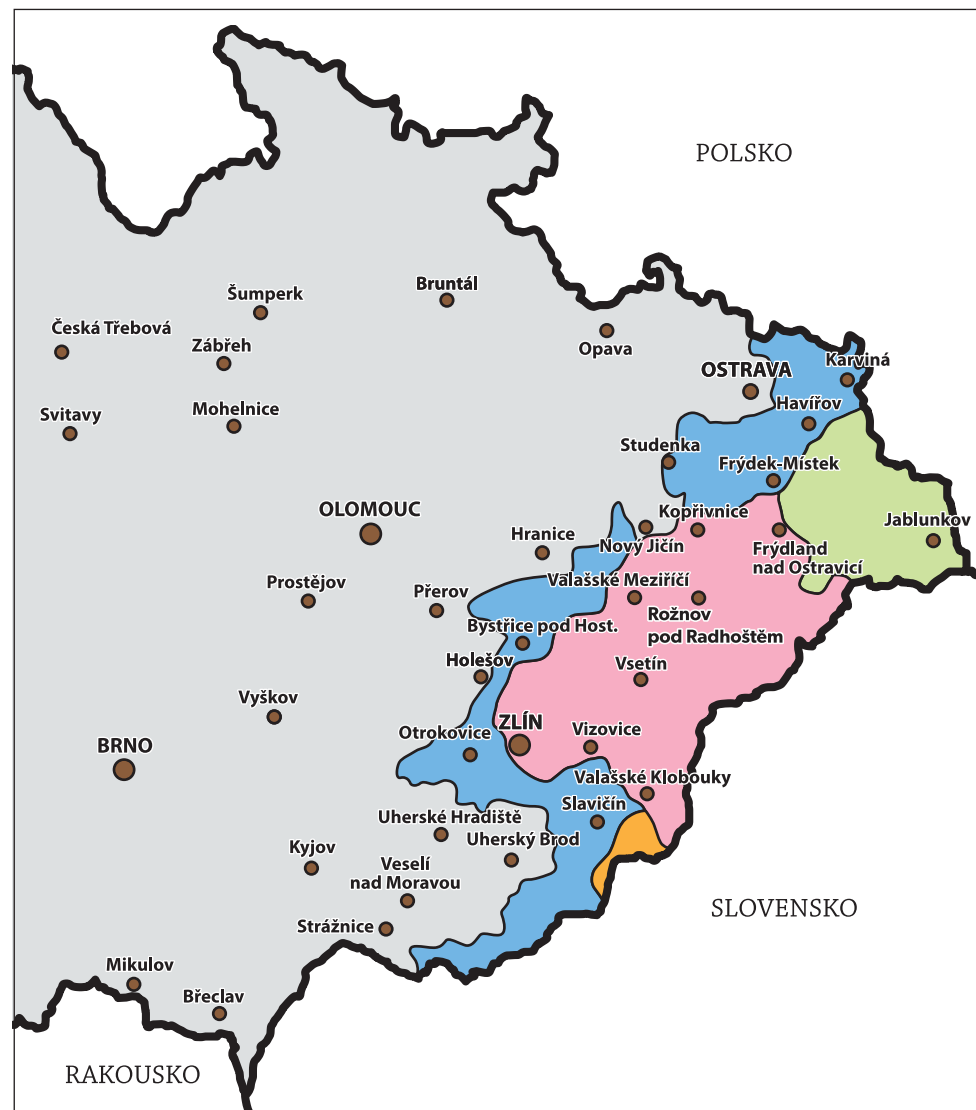 POLSKO
Bruntál
Šumperk
Česká Třebová
Opava
Zábřeh
Karviná
OSTRAVA
Havířov
Mohelnice
Svitavy
Studenka
Frýdek-Místek
OLOMOUC
Kopřivnice
Jablunkov
Hranice
Nový Jičín
Frýdland
nad Ostravicí
Valašské Meziříčí
Prostějov
Přerov
Rožnov
pod Radhoštěm
Bystřice pod Host.
Holešov
Vsetín
Vyškov
ZLÍN
Vizovice
Otrokovice
BRNO
Valašské Klobouky
Slavičín
Uherské Hradiště
Uherský Brod
Kyjov
Veselí
nad Moravou
SLOVENSKO
Strážnice
Mikulov
Břeclav
RAKOUSKO